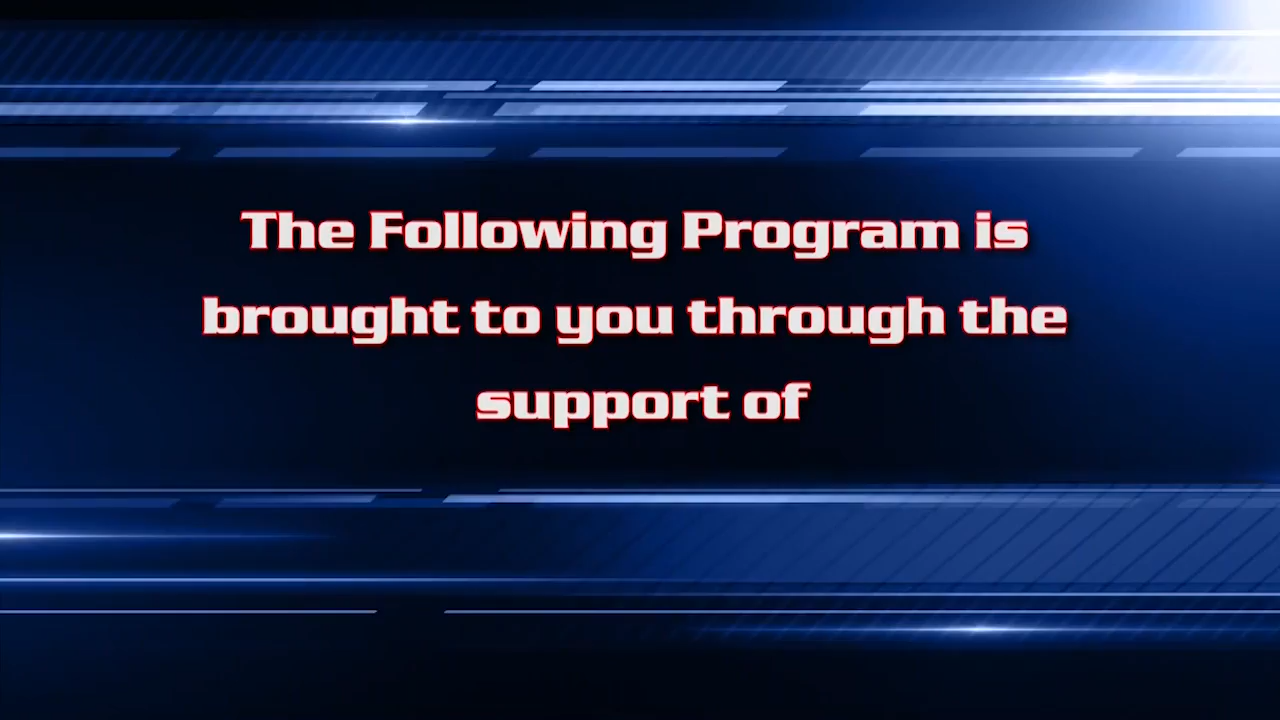 The Following Program is
brought to you through the
support of